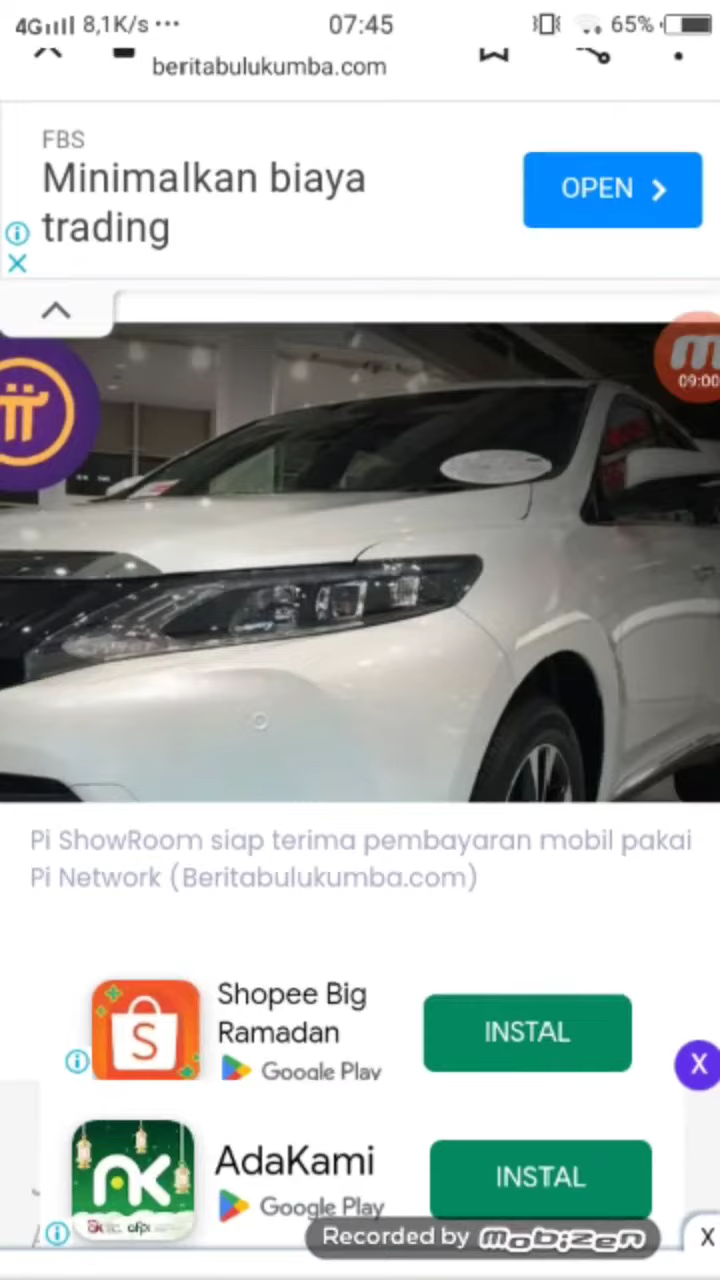 4G 8,1K/s ... 07:45 65%
beritabulukumba.com
FBS
Minimalkan biaya
trading
OPEN
09:00
Pi ShowRoom siap terima pembayaran mobil pakai
Pi Network (Beritabulukumba.com)
Shopee Big
Ramadan
Google Play
INSTAL
X
AdaKami
Google Play
INSTAL
Recorded by mobizen
X